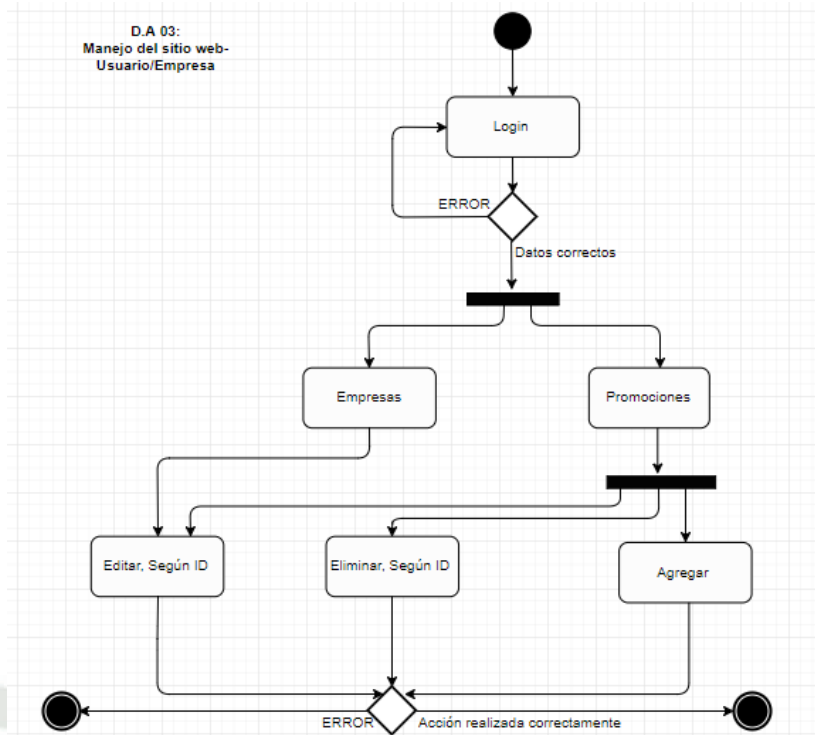 D.A 03:
Manejo del sitio web-
Usuario/Empresa
Login
ERROR
Datos correctos
Empresas
Promociones
Editar, Según ID
Eliminar, Según ID
Agregar
ERROR
Acción realizada correctamente